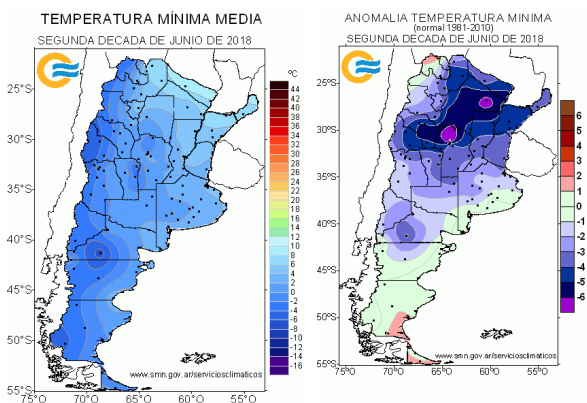 TEMPERATURA MÍNIMA MEDIA
SEGUNDA DECADA DE JUNIO DE 2018
ºC
44
42
40
38
36
34
32
30
28
26
24
22
20
18
16
14
12
10
8
6
4
2
0
-2
-4
-6
-8
-10
-12
-14
-16
25°S
30°S
35°S
40°S
45°S
50°S
55°S
75°O
70°O
65°O
60°O
55°O
www.smn.gov.ar/serviciosclimaticos
ANOMALIA TEMPERATURA MINIMA
(normal 1981-2010)
SEGUNDA DECADA DE JUNIO DE 2018
6
5
4
3
2
1
0
-1
-2
-3
-4
-5
25°S
30°S
35°S
40°S
45°S
50°S
55°S
75°O
70°O
65°O
60°O
55°O
www.smn.gov.ar/serviciosclimaticos